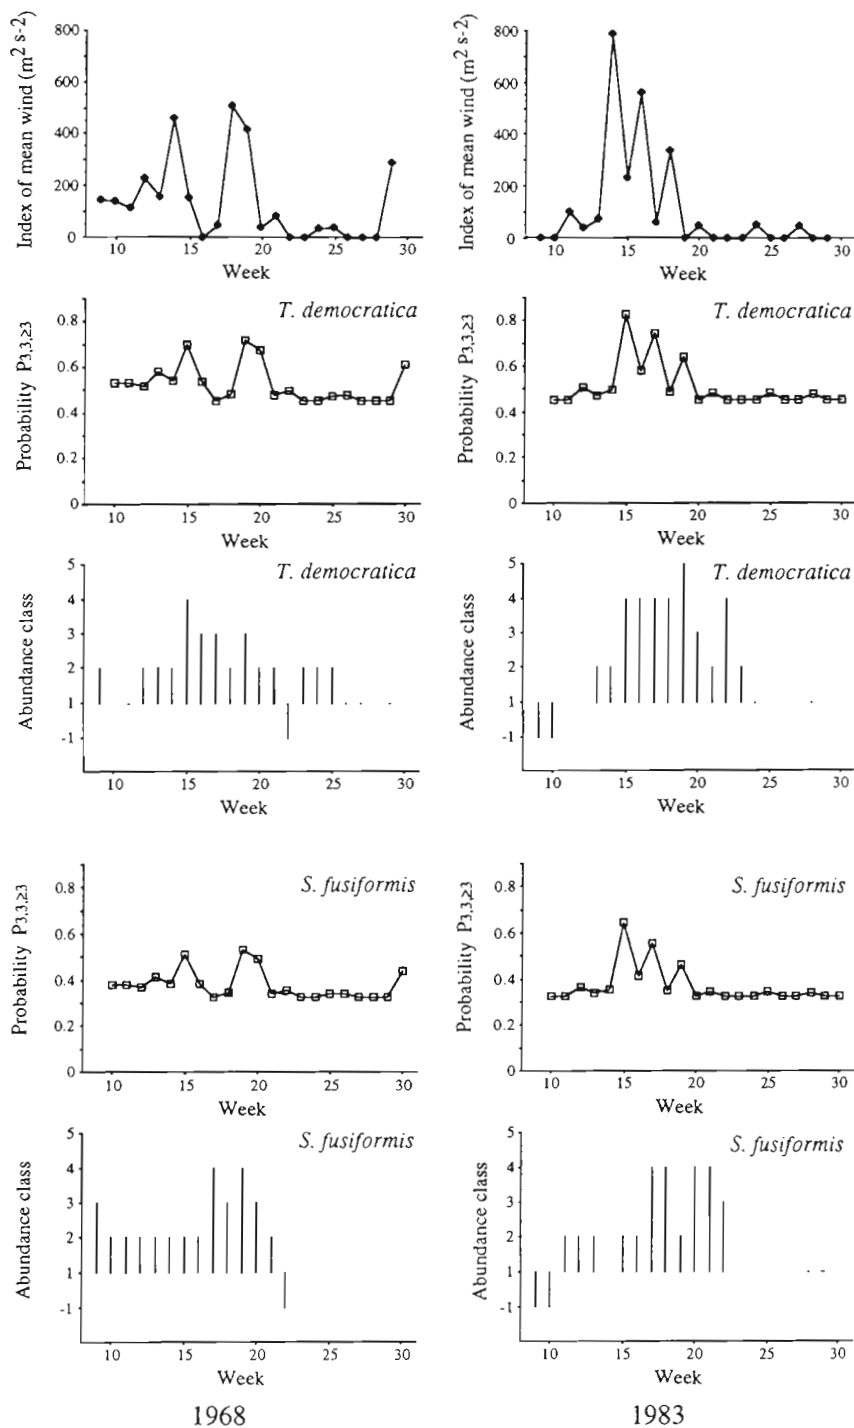 Index of mean wind (m2 s-2)
800
600
400
200
0
10 15 20 25 30
Week
Index of mean wind (m2 s-2)
800
600
400
200
0
10 15 20 25 30
Week
T. democratica
Probability P3,3,≥3
0.8
0.6
0.4
0.2
0
10 15 20 25 30
Week
T. democratica
Probability P3,3,≥3
0.8
0.6
0.4
0.2
0
10 15 20 25 30
Week
T. democratica
Abundance class
5
4
3
2
1
-1
10 15 20 25 30
Week
T. democratica
Abundance class
5
4
3
2
1
-1
10 15 20 25 30
Week
S. fusiformis
Probability P3,3,≥3
0.8
0.6
0.4
0.2
0
10 15 20 25 30
Week
S. fusiformis
Probability P3,3,≥3
0.8
0.6
0.4
0.2
0
10 15 20 25 30
Week
S. fusiformis
Abundance class
5
4
3
2
1
-1
10 15 20 25 30
Week
S. fusiformis
Abundance class
5
4
3
2
1
-1
10 15 20 25 30
Week
1968
1983